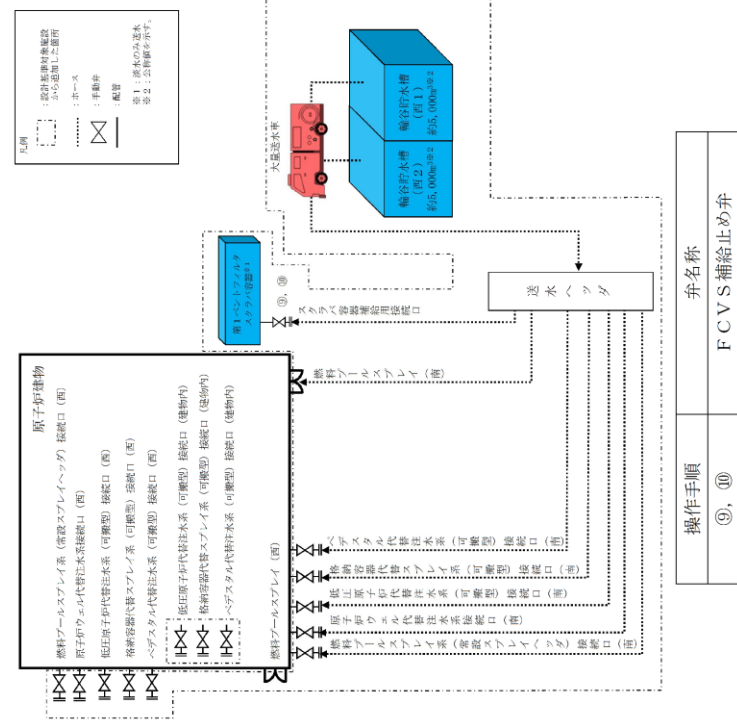 凡例
：設計基準対象施設
から追加した箇所
：ホース
：手動弁
：配管
※1：淡水のみ送水
※2：公称値を示す。
原子炉建物
燃料プールスプレイ系（常設スプレイヘッダ）接続口（西）
原子炉ウェル代替注水系接続口（西）
低圧原子炉代替注水系（可搬型）接続口（西）
格納容器代替スプレイ系（可搬型）接続口（西）
ペデスタル代替注水系（可搬型）接続口（西）
低圧原子炉代替注水系（可搬型）接続口（建物内）
格納容器代替スプレイ系（可搬型）接続口（建物内）
ペデスタル代替注水系（可搬型）接続口（建物内）
燃料プールスプレイ（西）
第1ベントフィルタ
スクラバ容器※1
⑨，⑩
スクラバ容器補給用接続口
燃料プールスプレイ（南）
大量送水車
輪谷貯水槽
（西1）
約5,000m³※2
輪谷貯水槽
（西2）
約5,000m³※2
送水ヘッダ
ペデスタル代替注水系（可搬型）接続口（南）
格納容器代替スプレイ系（可搬型）接続口（南）
低圧原子炉代替注水系（可搬型）接続口（南）
原子炉ウェル代替注水系接続口（南）
燃料プールスプレイ系（常設スプレイヘッダ）接続口（南）
操作手順
弁名称
⑨，⑩
FCVS補給止め弁